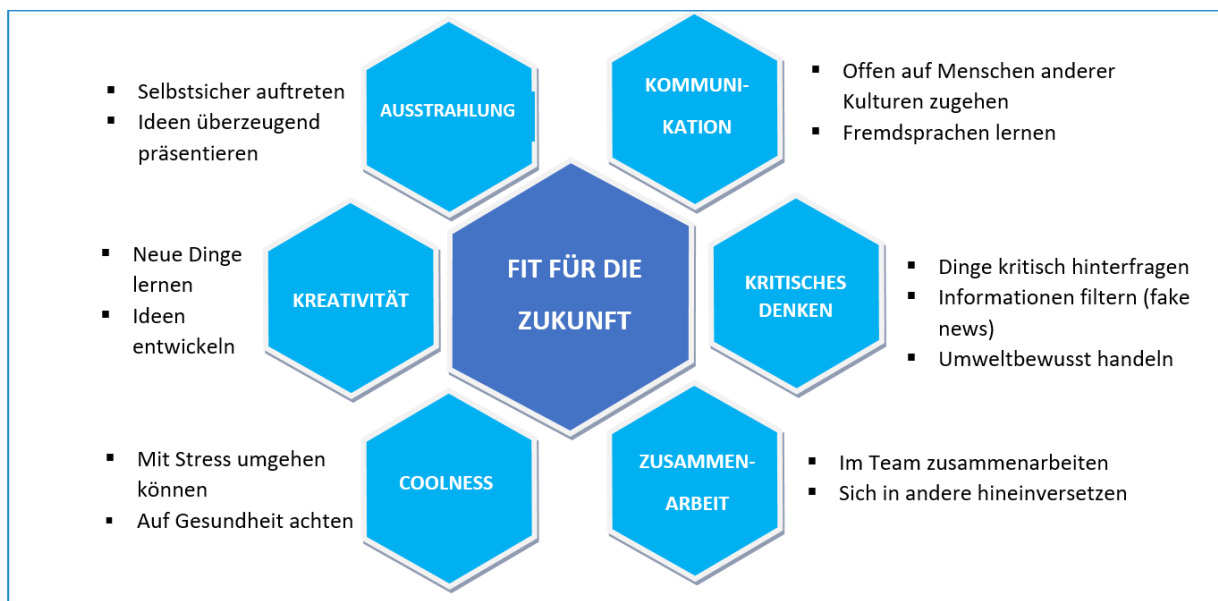 AUSSTRAHLUNG
▪ Selbstsicher auftreten
▪ Ideen überzeugend
präsentieren
KOMMUNI-
KATION
▪ Offen auf Menschen anderer
Kulturen zugehen
▪ Fremdsprachen lernen
KREATIVITÄT
▪ Neue Dinge
lernen
▪ Ideen
entwickeln
FIT FÜR DIE
ZUKUNFT
KRITISCHES
DENKEN
▪ Dinge kritisch hinterfragen
▪ Informationen filtern (fake
news)
▪ Umweltbewusst handeln
COOLNESS
▪ Mit Stress umgehen
können
▪ Auf Gesundheit achten
ZUSAMMEN-
ARBEIT
▪ Im Team zusammenarbeiten
▪ Sich in andere hineinversetzen